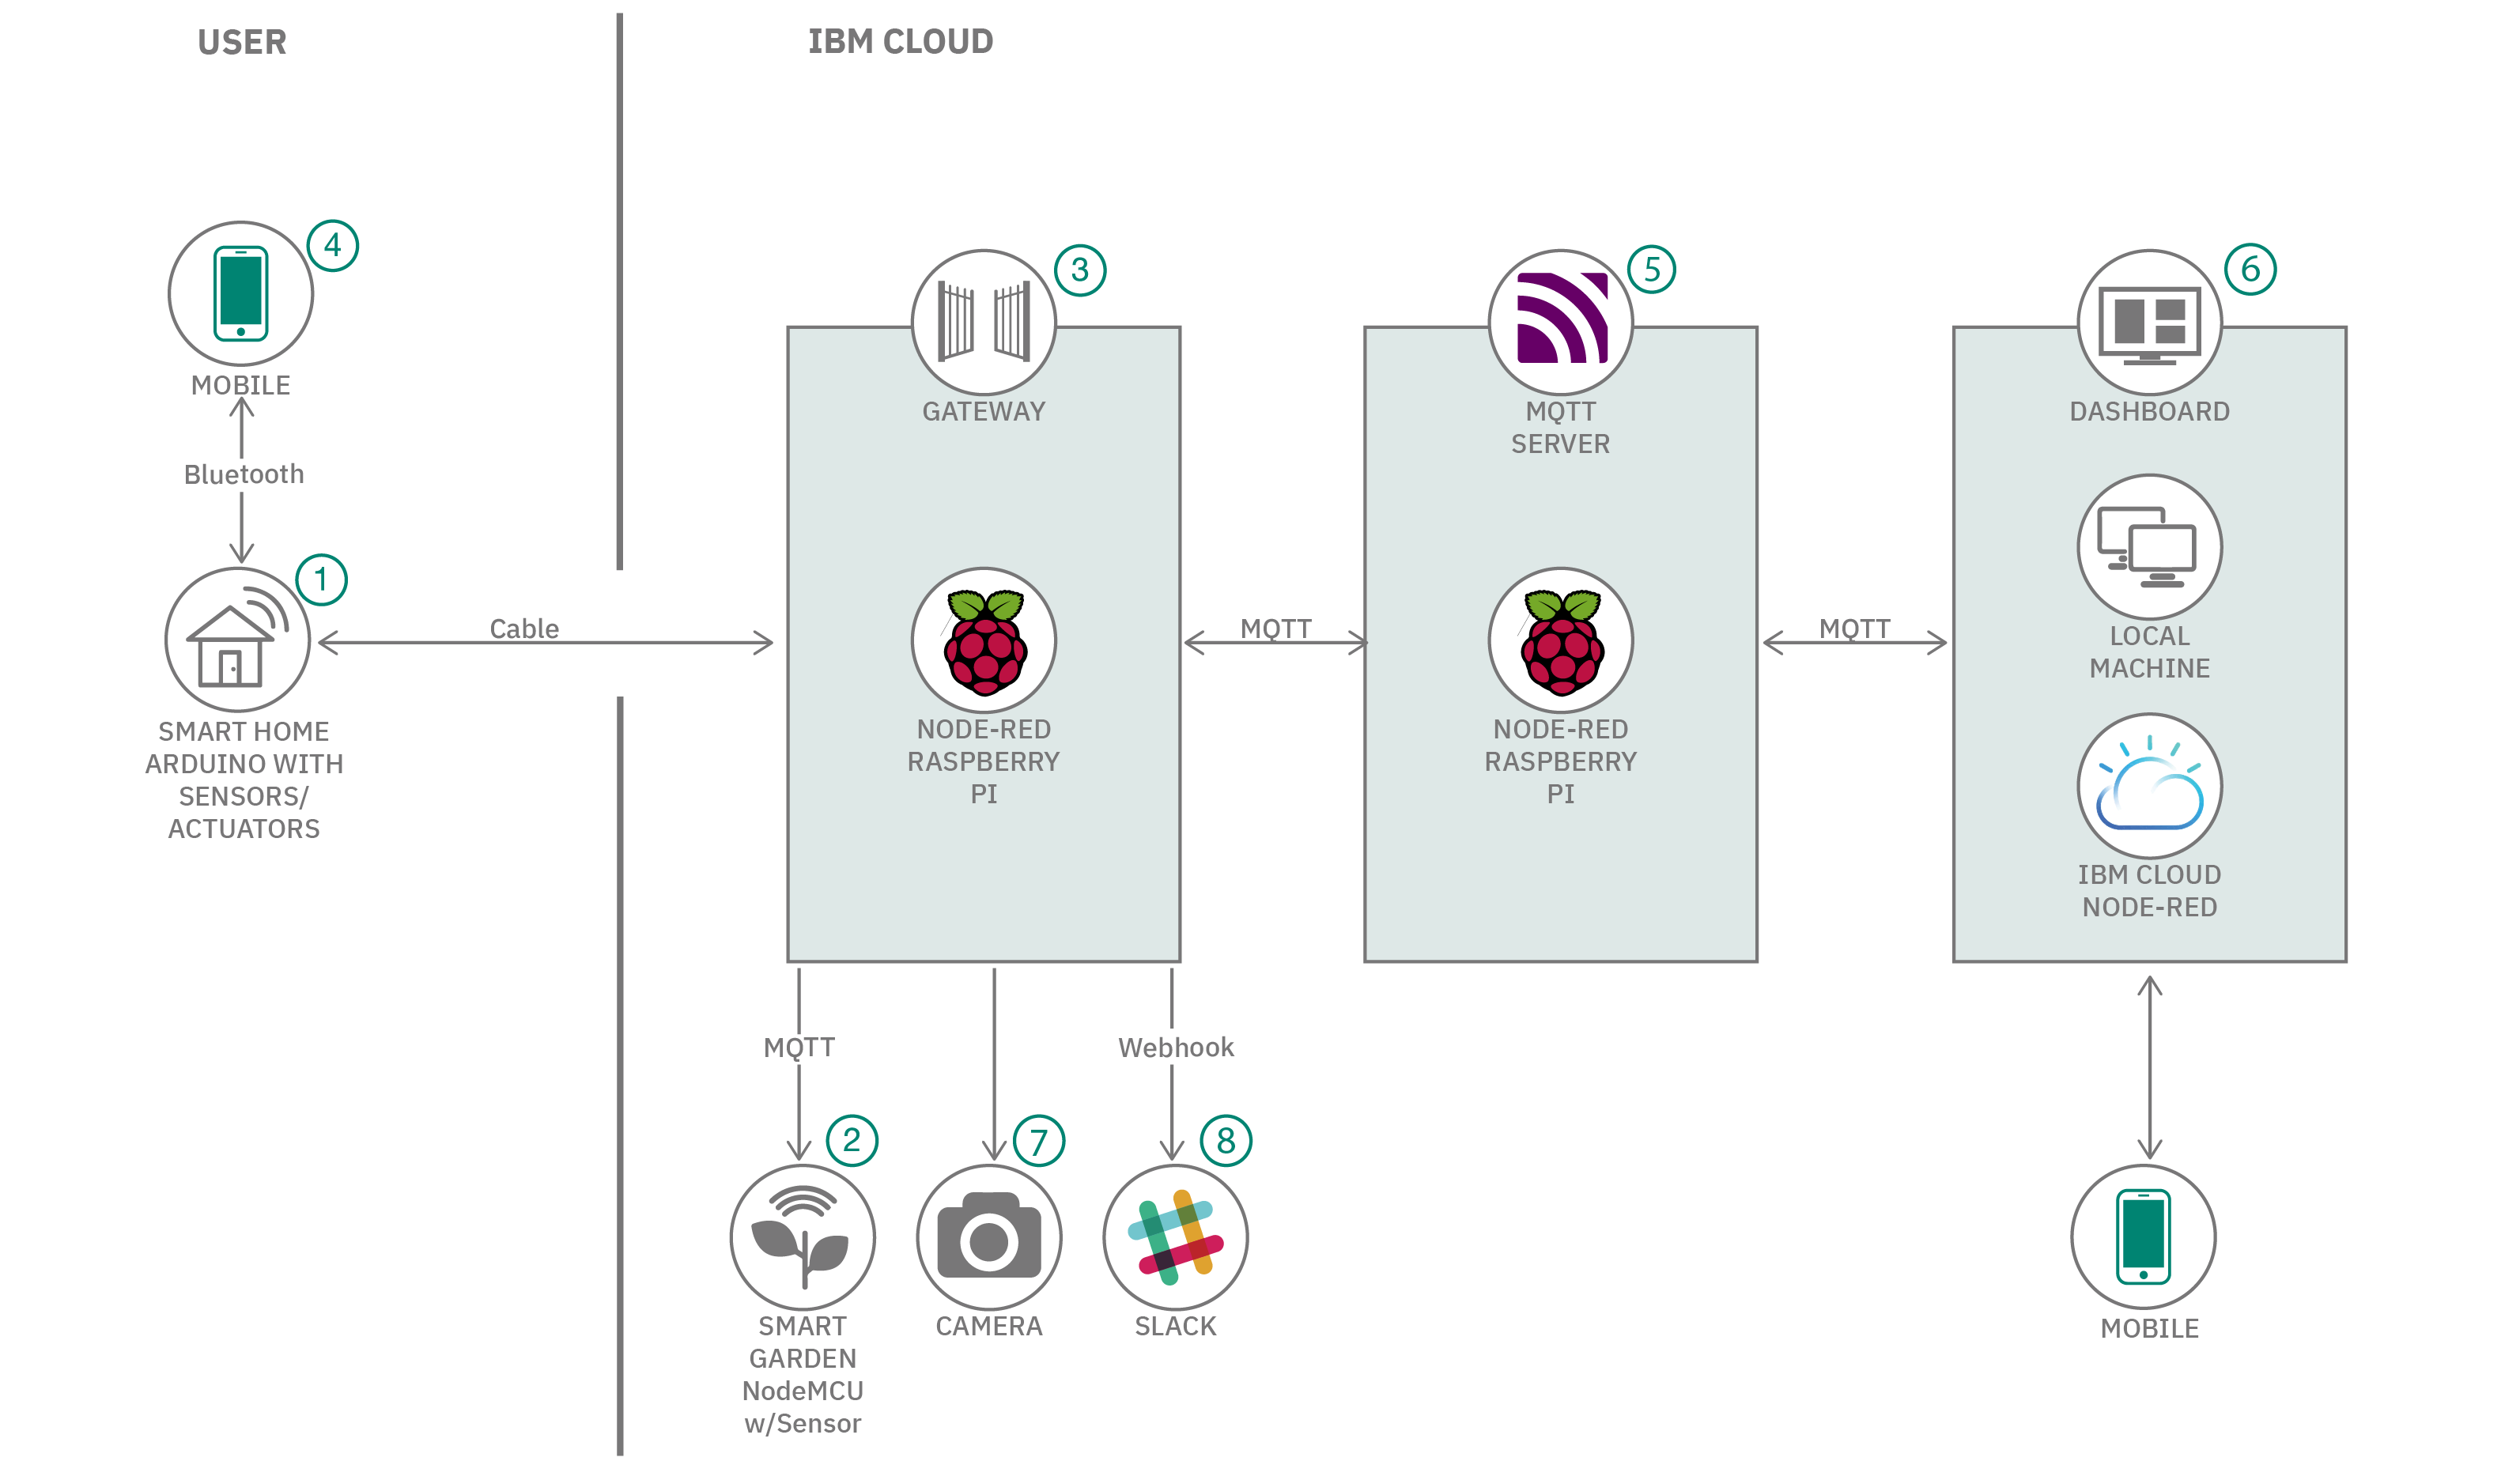 USER
IBM CLOUD
4
MOBILE
Bluetooth
1
SMART HOME
ARDUINO WITH
SENSORS/
ACTUATORS
Cable
3
GATEWAY
NODE-RED
RASPBERRY
PI
MQTT
5
MQTT
SERVER
NODE-RED
RASPBERRY
PI
MQTT
6
DASHBOARD
LOCAL
MACHINE
IBM CLOUD
NODE-RED
MQTT
Webhook
2
SMART
GARDEN
NodeMCU
w/Sensor
7
CAMERA
8
SLACK
MOBILE